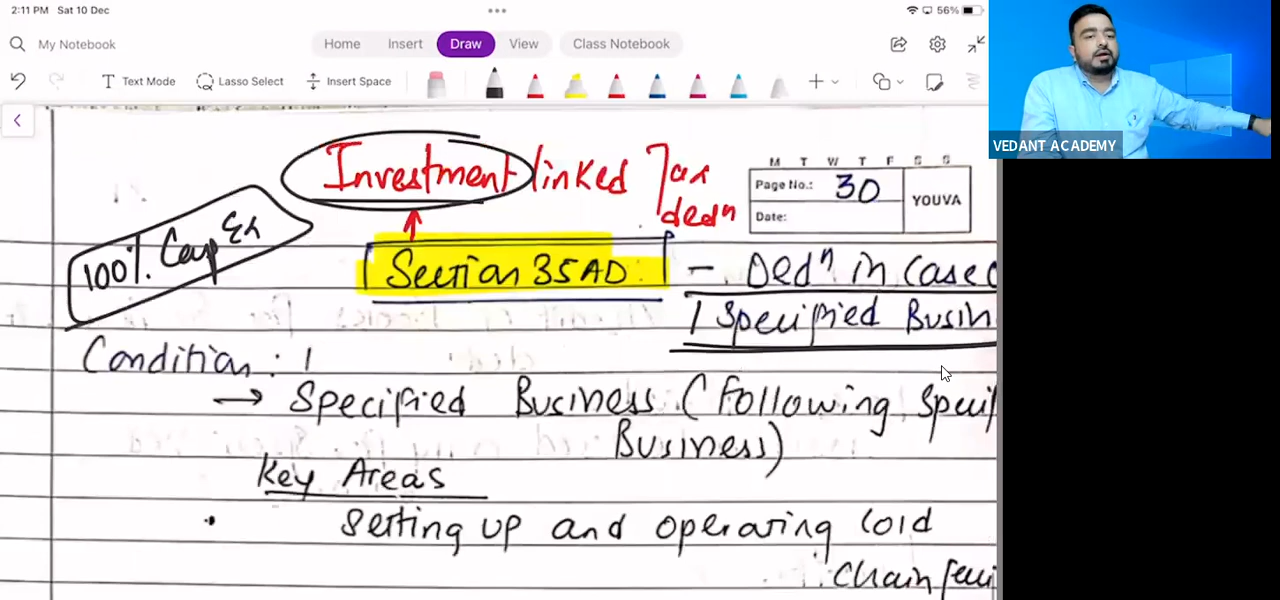 2:11 PM Sat 10 Dec
56%
My Notebook
Home Insert Draw View Class Notebook
Text Mode Lasso Select Insert Space
VEDANT ACADEMY
Investment linked Tax
dedn
M T W T F S S
Page No.: 30
YOUVA
Date:
100% Cap Ex
Section 35AD - Dedn in case
Specified Busin
Condition : 1
→ Specified Business (Following Specif
Business)
Key Areas
• Setting up and operating Cold
Chain